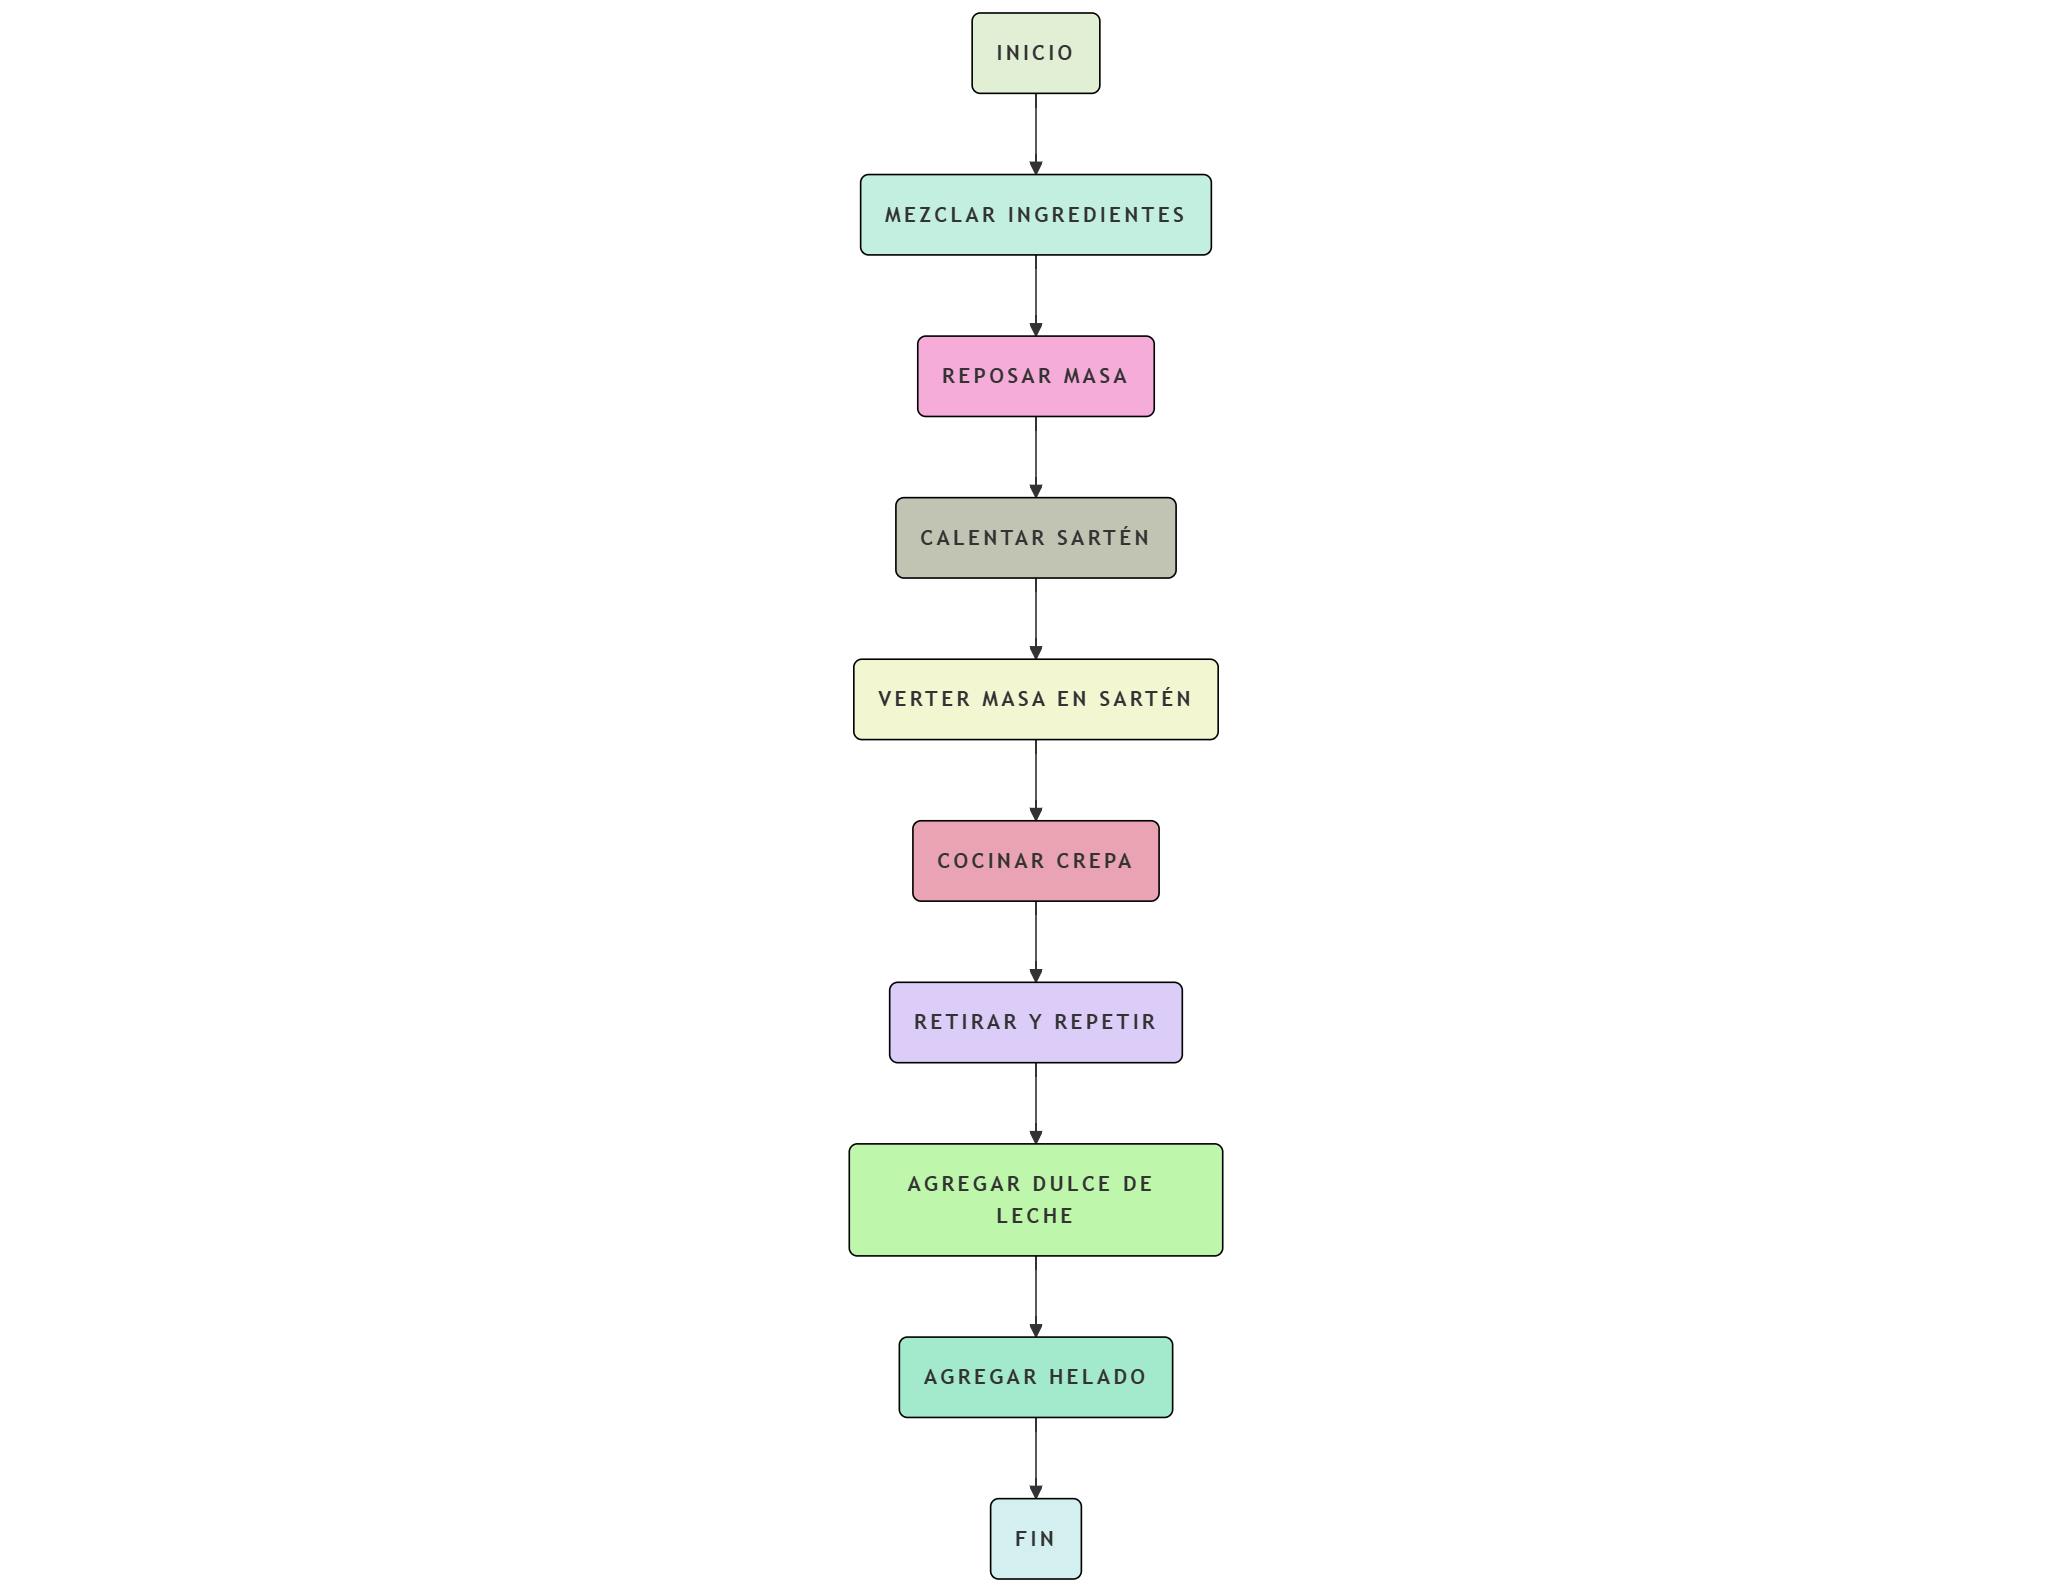 INICIO
MEZCLAR INGREDIENTES
REPOSAR MASA
CALENTAR SARTÉN
VERTER MASA EN SARTÉN
COCINAR CREPA
RETIRAR Y REPETIR
AGREGAR DULCE DE
LECHE
AGREGAR HELADO
FIN